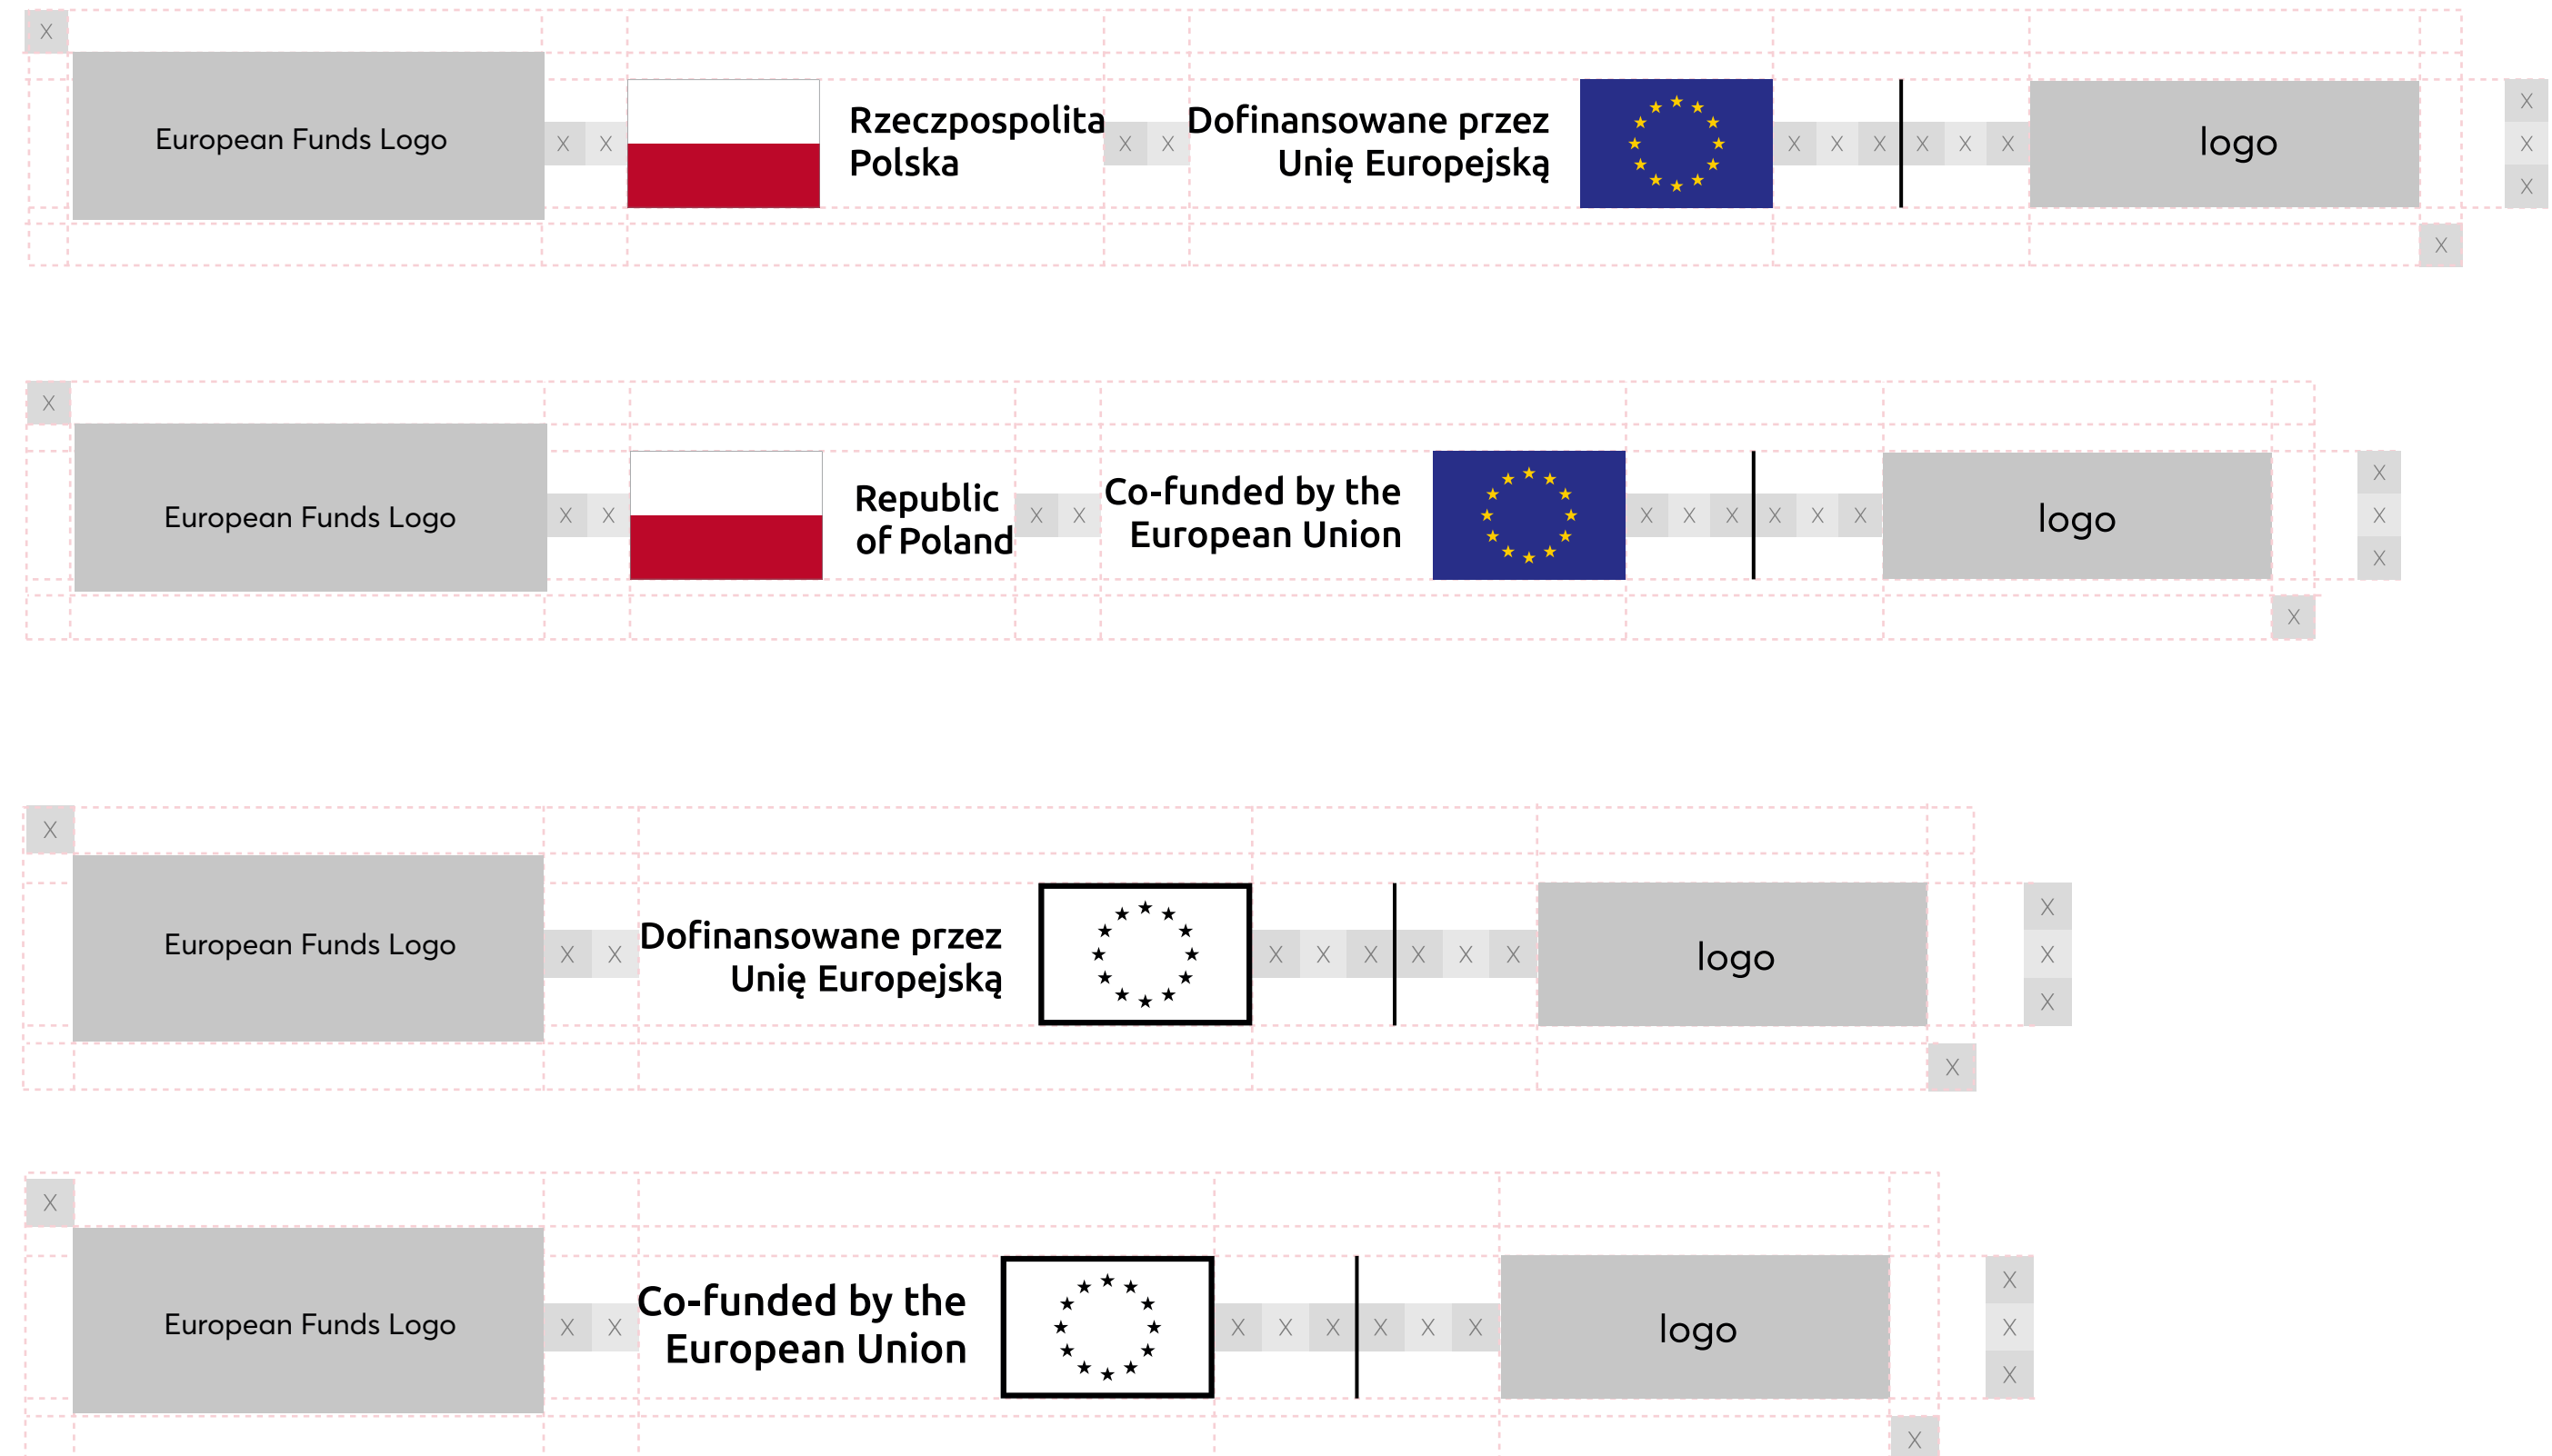 X
European Funds Logo
X X
Rzeczpospolita
Polska
X X
Dofinansowane przez
Unię Europejską
X X X X X X
logo
X
X
X
X
X
European Funds Logo
X X
Republic
of Poland
X X
Co-funded by the
European Union
X X X X X X
logo
X
X
X
X
X
European Funds Logo
X X
Dofinansowane przez
Unię Europejską
X X X X X X
logo
X
X
X
X
X
European Funds Logo
X X
Co-funded by the
European Union
X X X X X X
logo
X
X
X
X